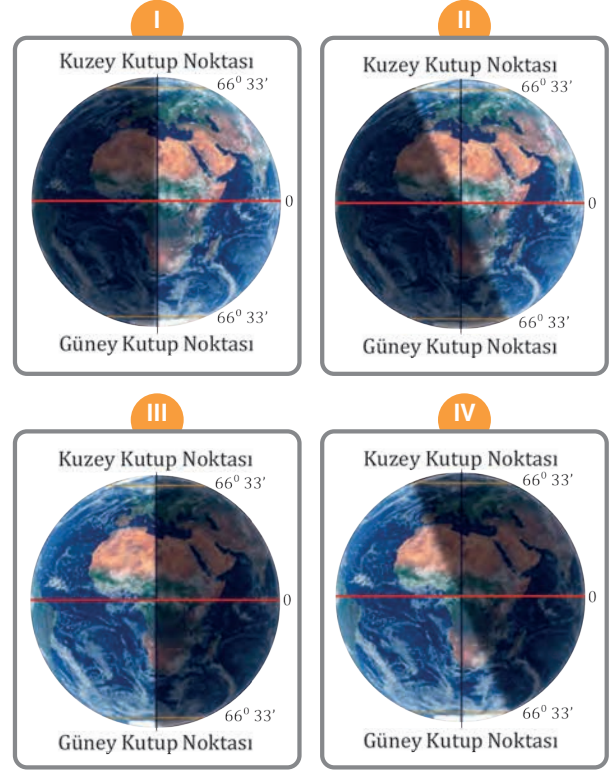 I
Kuzey Kutup Noktası
66⁰ 33’
0
66⁰ 33’
Güney Kutup Noktası
II
Kuzey Kutup Noktası
66⁰ 33’
0
66⁰ 33’
Güney Kutup Noktası
III
Kuzey Kutup Noktası
66⁰ 33’
0
66⁰ 33’
Güney Kutup Noktası
IV
Kuzey Kutup Noktası
66⁰ 33’
0
66⁰ 33’
Güney Kutup Noktası